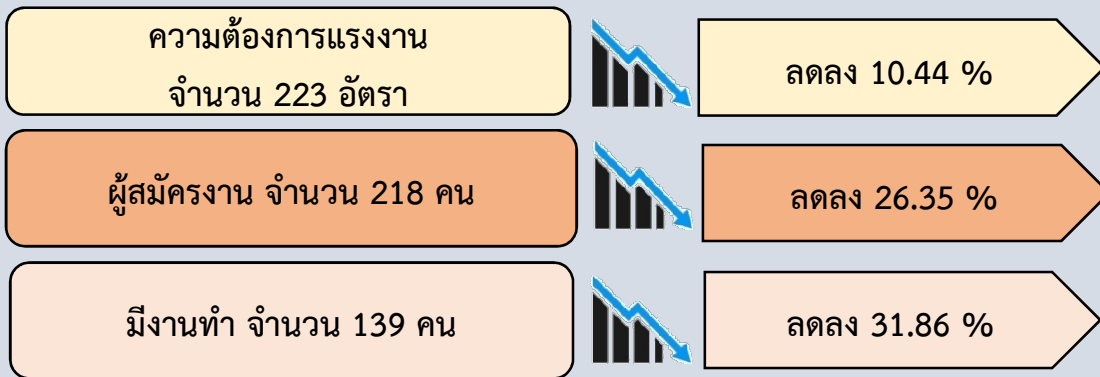 ความต้องการแรงงาน
จำนวน 223 อัตรา
ลดลง 10.44 %
ผู้สมัครงาน จำนวน 218 คน
ลดลง 26.35 %
มีงานทำ จำนวน 139 คน
ลดลง 31.86 %